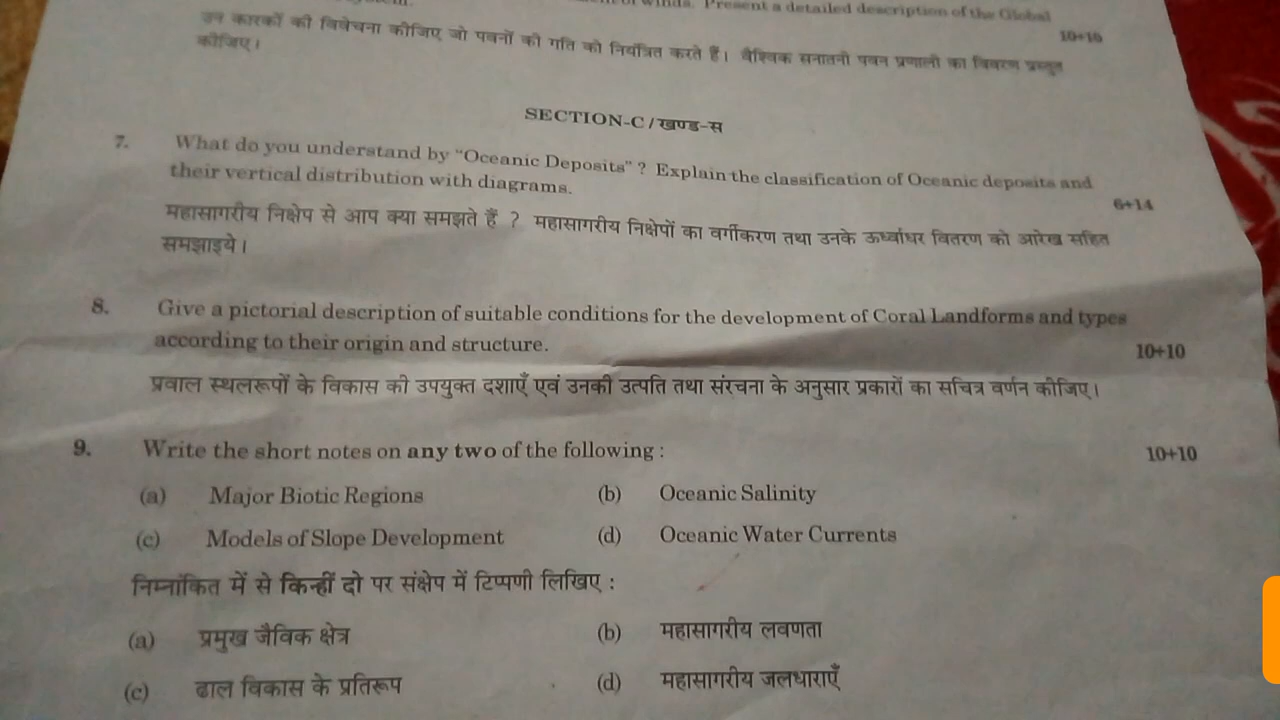 winds. Present a detailed description of the Global
10+10
उन कारकों की विवेचना कीजिए जो पवनों की गति को नियंत्रित करते हैं। वैश्विक सनातनी पवन प्रणाली का विवरण प्रस्तुत
कीजिए।
SECTION-C / खण्ड-स
7. What do you understand by "Oceanic Deposits" ? Explain the classification of Oceanic deposits and
their vertical distribution with diagrams.
6+14
महासागरीय निक्षेप से आप क्या समझते हैं ? महासागरीय निक्षेपों का वर्गीकरण तथा उनके ऊर्ध्वाधर वितरण को आरेख सहित
समझाइये।
8. Give a pictorial description of suitable conditions for the development of Coral Landforms and types
according to their origin and structure. 10+10
प्रवाल स्थलरूपों के विकास की उपयुक्त दशाएँ एवं उनकी उत्पति तथा संरचना के अनुसार प्रकारों का सचित्र वर्णन कीजिए।
9. Write the short notes on any two of the following : 10+10
(a) Major Biotic Regions (b) Oceanic Salinity
(c) Models of Slope Development (d) Oceanic Water Currents
निम्नांकित में से किन्हीं दो पर संक्षेप में टिप्पणी लिखिए :
(a) प्रमुख जैविक क्षेत्र (b) महासागरीय लवणता
(c) ढाल विकास के प्रतिरूप (d) महासागरीय जलधाराएँ